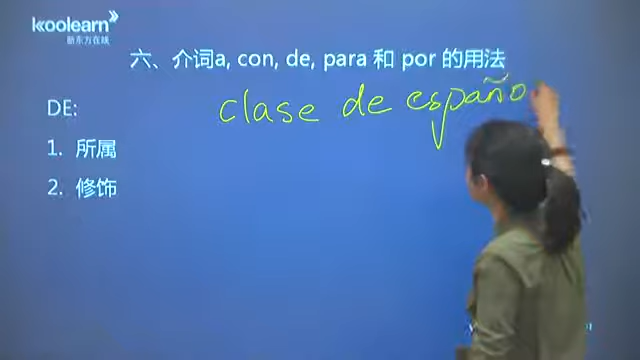 koolearn
新东方在线
六、介词a, con, de, para 和 por 的用法
clase de españo
DE:
1. 所属
2. 修饰